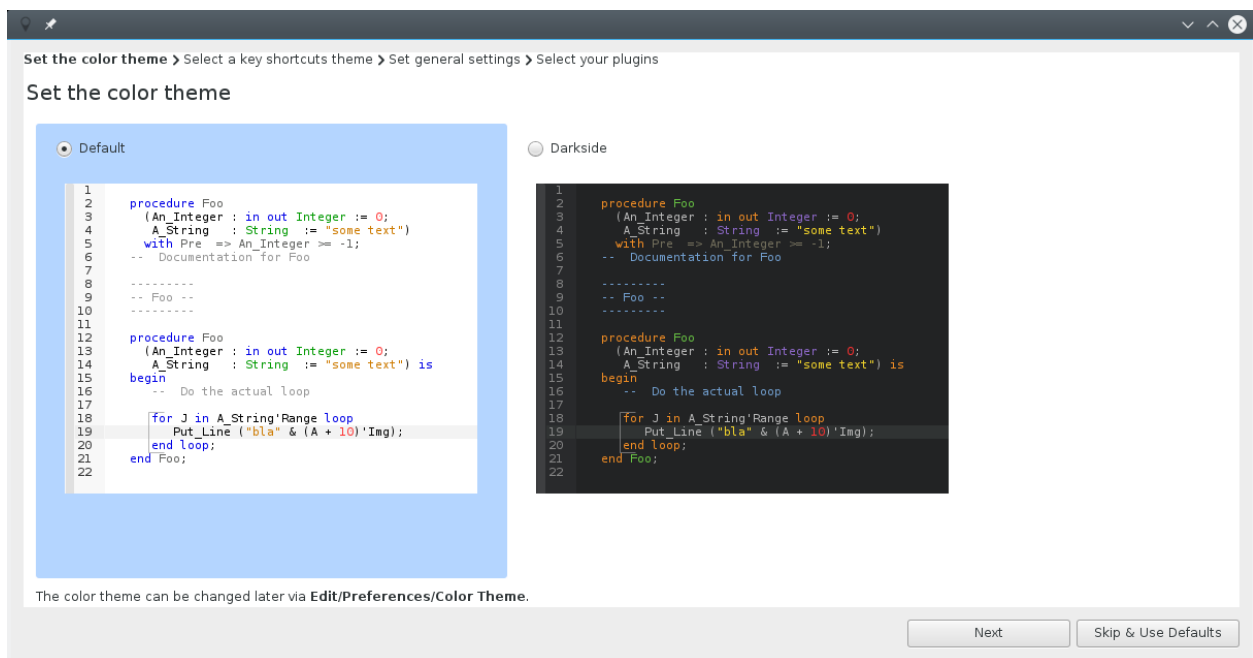 Set the color theme > Select a key shortcuts theme > Set general settings > Select your plugins
Set the color theme
Default
1
2 procedure Foo
3 (An_Integer : in out Integer := 0;
4 A_String : String := "some text")
5 with Pre => An_Integer >= -1;
6 -- Documentation for Foo
7
8 ---------
9 -- Foo --
10 ---------
11
12 procedure Foo
13 (An_Integer : in out Integer := 0;
14 A_String : String := "some text") is
15 begin
16 -- Do the actual loop
17
18 for J in A_String'Range loop
19 Put_Line ("bla" & (A + 10)'Img);
20 end loop;
21 end Foo;
22
Darkside
1
2 procedure Foo
3 (An_Integer : in out Integer := 0;
4 A_String : String := "some text")
5 with Pre => An_Integer >= -1;
6 -- Documentation for Foo
7
8 ---------
9 -- Foo --
10 ---------
11
12 procedure Foo
13 (An_Integer : in out Integer := 0;
14 A_String : String := "some text") is
15 begin
16 -- Do the actual loop
17
18 for J in A_String'Range loop
19 Put_Line ("bla" & (A + 10)'Img);
20 end loop;
21 end Foo;
22
The color theme can be changed later via Edit/Preferences/Color Theme.
Next
Skip & Use Defaults